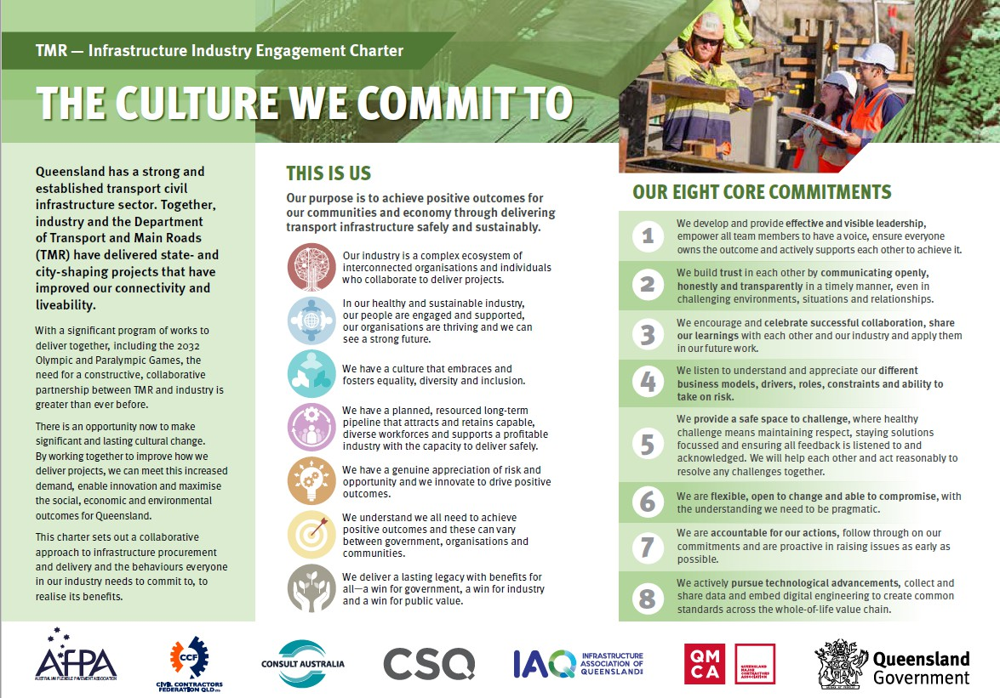 TMR — Infrastructure Industry Engagement Charter
THE CULTURE WE COMMIT TO
Queensland has a strong and
established transport civil
infrastructure sector. Together,
industry and the Department
of Transport and Main Roads
(TMR) have delivered state- and
city-shaping projects that have
improved our connectivity and
liveability.
With a significant program of works to
deliver together, including the 2032
Olympic and Paralympic Games, the
need for a constructive, collaborative
partnership between TMR and industry is
greater than ever before.
There is an opportunity now to make
significant and lasting cultural change.
By working together to improve how we
deliver projects, we can meet this increased
demand, enable innovation and maximise
the social, economic and environmental
outcomes for Queensland.
This charter sets out a collaborative
approach to infrastructure procurement
and delivery and the behaviours everyone
in our industry needs to commit to, to
realise its benefits.
THIS IS US
Our purpose is to achieve positive outcomes for
our communities and economy through delivering
transport infrastructure safely and sustainably.
Our industry is a complex ecosystem of
interconnected organisations and individuals
who collaborate to deliver projects.
In our healthy and sustainable industry,
our people are engaged and supported,
our organisations are thriving and we can
see a strong future.
We have a culture that embraces and
fosters equality, diversity and inclusion.
We have a planned, resourced long-term
pipeline that attracts and retains capable,
diverse workforces and supports a profitable
industry with the capacity to deliver safely.
We have a genuine appreciation of risk and
opportunity and we innovate to drive positive
outcomes.
We understand we all need to achieve
positive outcomes and these can vary
between government, organisations and
communities.
We deliver a lasting legacy with benefits for
all—a win for government, a win for industry
and a win for public value.
OUR EIGHT CORE COMMITMENTS
1
We develop and provide effective and visible leadership,
empower all team members to have a voice, ensure everyone
owns the outcome and actively supports each other to achieve it.
2
We build trust in each other by communicating openly,
honestly and transparently in a timely manner, even in
challenging environments, situations and relationships.
3
We encourage and celebrate successful collaboration, share
our learnings with each other and our industry and apply them
in our future work.
4
We listen to understand and appreciate our different
business models, drivers, roles, constraints and ability to
take on risk.
5
We provide a safe space to challenge, where healthy
challenge means maintaining respect, staying solutions
focussed and ensuring all feedback is listened to and
acknowledged. We will help each other and act reasonably to
resolve any challenges together.
6
We are flexible, open to change and able to compromise, with
the understanding we need to be pragmatic.
7
We are accountable for our actions, follow through on our
commitments and are proactive in raising issues as early as
possible.
8
We actively pursue technological advancements, collect and
share data and embed digital engineering to create common
standards across the whole-of-life value chain.
AfPA
AUSTRALIAN FLEXIBLE PAVEMENT ASSOCIATION
CCF
CIVIL CONTRACTORS
FEDERATION QLD LTD
CONSULT AUSTRALIA
CSQ
IAQ
INFRASTRUCTURE
ASSOCIATION OF
QUEENSLAND
QM
CA
QUEENSLAND
MAJOR
CONTRACTORS
ASSOCIATION
Queensland
Government